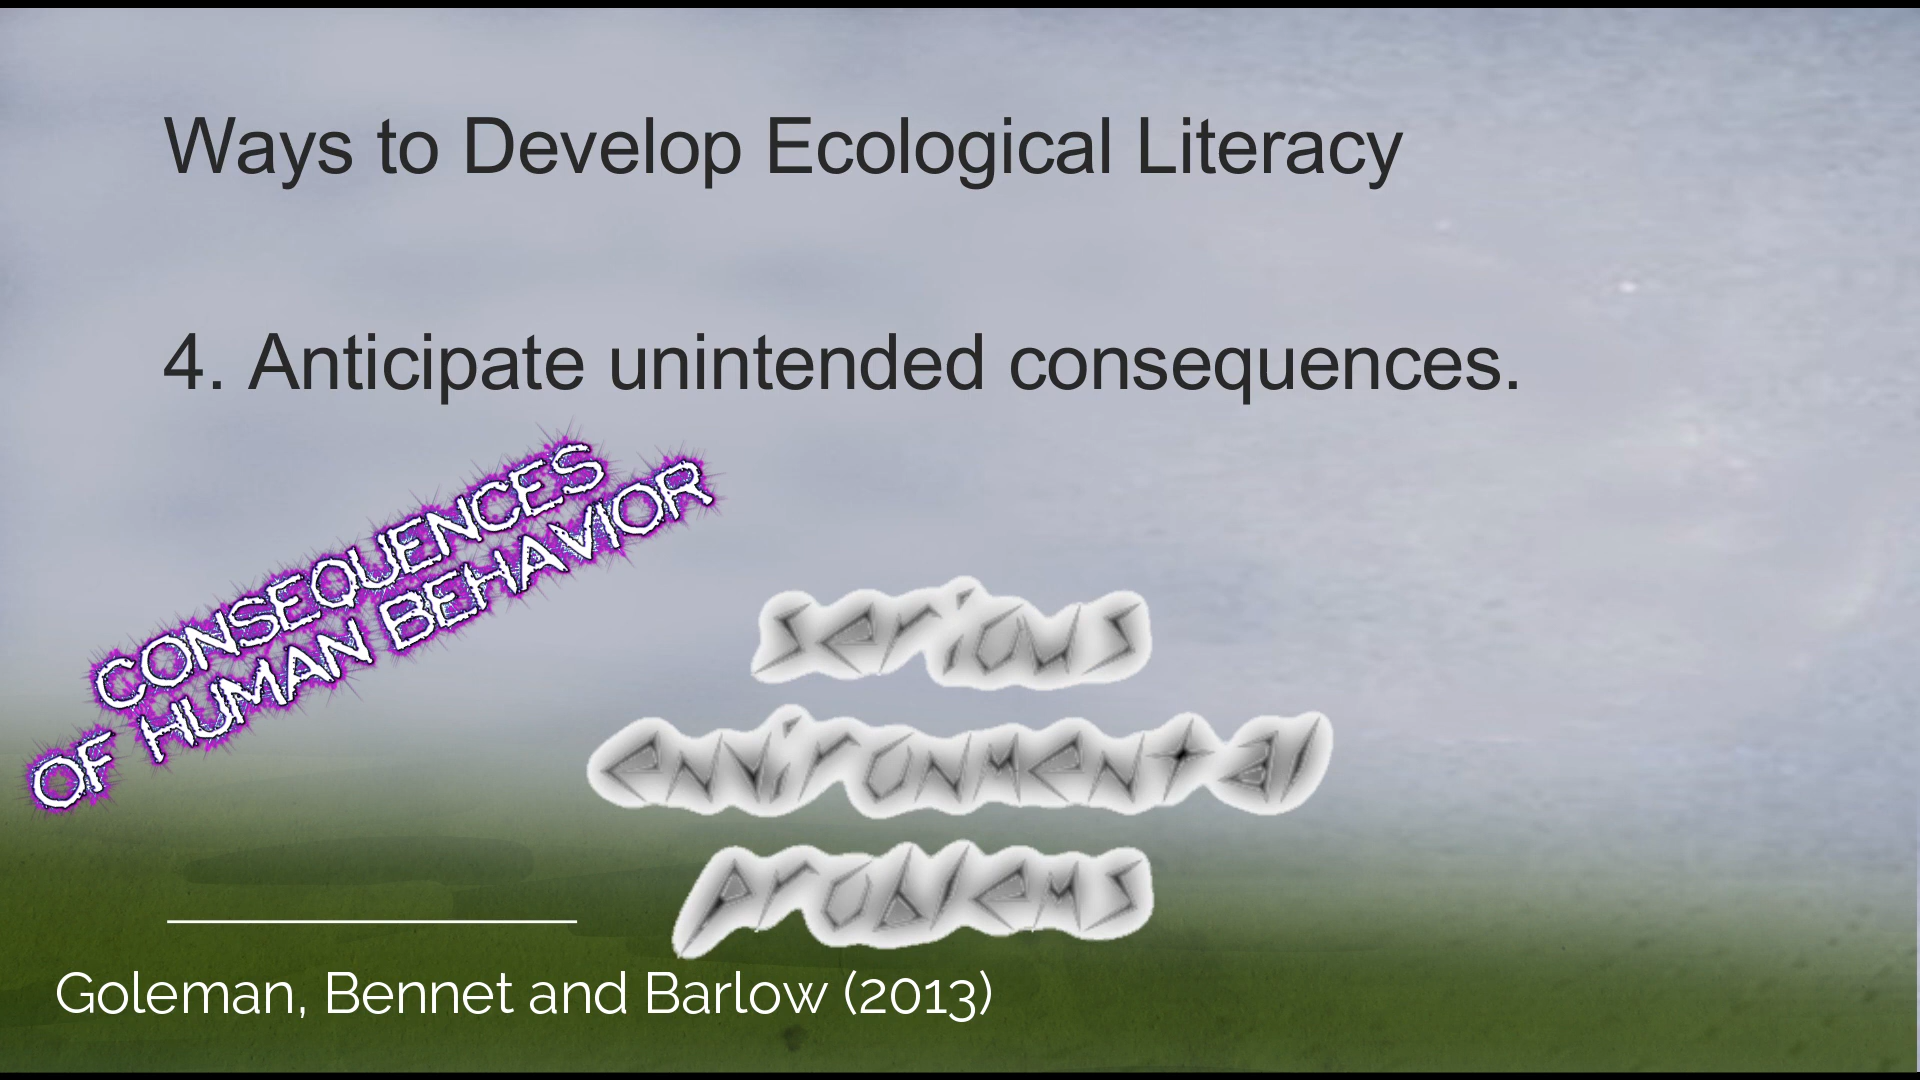 Ways to Develop Ecological Literacy
4. Anticipate unintended consequences.
CONSEQUENCES
OF HUMAN BEHAVIOR
serious
environmental
problems
Goleman, Bennet and Barlow (2013)